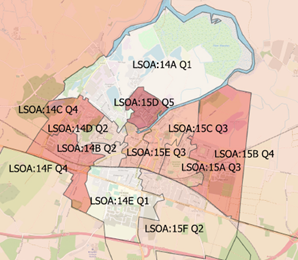 LSOA:14A Q1
LSOA:15D Q5
LSOA:14C Q4
LSOA:14D Q2
LSOA:15C Q3
LSOA:14B Q2
LSOA:15E Q3
LSOA:15B Q4
LSOA:14F Q4
LSOA:15A Q3
LSOA:14E Q1
LSOA:15F Q2